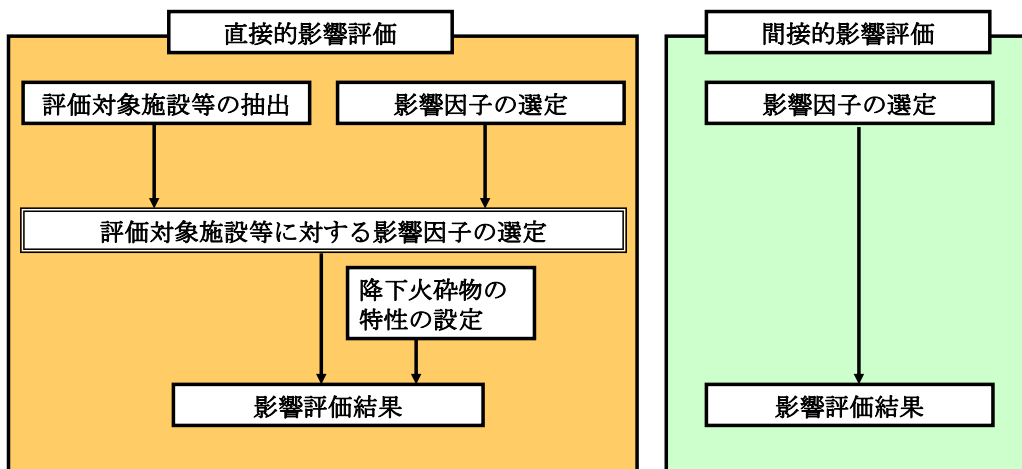 直接的影響評価
評価対象施設等の抽出
影響因子の選定
評価対象施設等に対する影響因子の選定
降下火砕物の
特性の設定
影響評価結果
間接的影響評価
影響因子の選定
影響評価結果